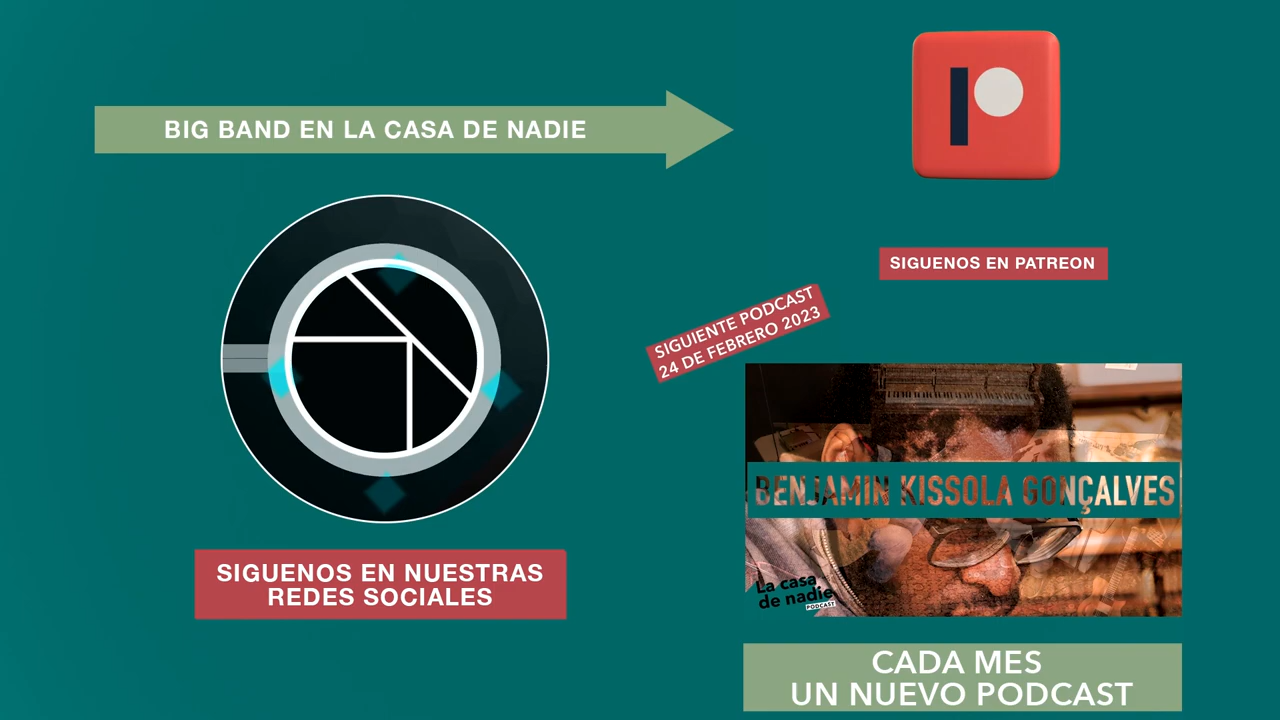 BIG BAND EN LA CASA DE NADIE
SIGUENOS EN PATREON
SIGUIENTE PODCAST
24 DE FEBRERO 2023
BENJAMIN KISSOLA GONÇALVES
La casa
de nadie
PODCAST
SIGUENOS EN NUESTRAS
REDES SOCIALES
CADA MES
UN NUEVO PODCAST